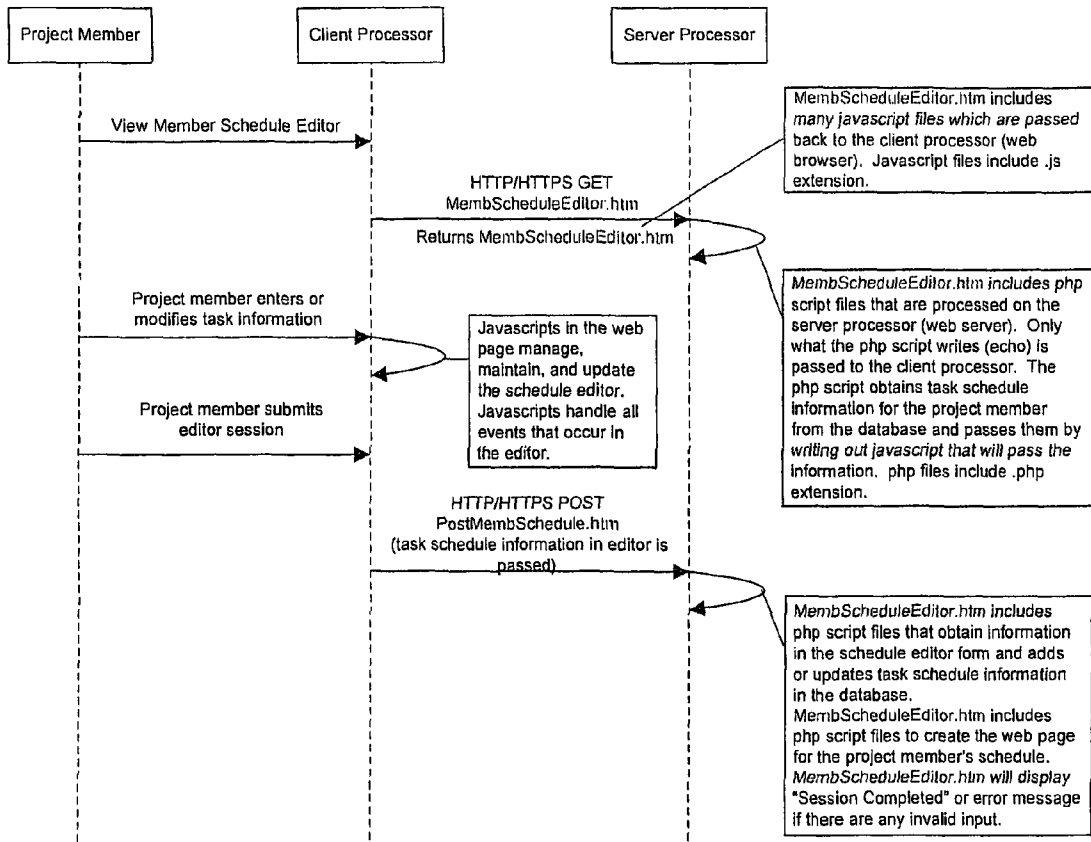 Project Member
Client Processor
Server Processor
View Member Schedule Editor
MembScheduleEditor.htm includes
many javascript files which are passed
back to the client processor (web
browser). Javascript files include .js
extension.
HTTP/HTTPS GET
MembScheduleEditor.htm
Returns MembScheduleEditor.htm
MembScheduleEditor.htm includes php
script files that are processed on the
server processor (web server). Only
what the php script writes (echo) is
passed to the client processor. The
php script obtains task schedule
information for the project member
from the database and passes them by
writing out javascript that will pass the
information. php files include .php
extension.
Project member enters or
modifies task information
Javascripts in the web
page manage,
maintain, and update
the schedule editor.
Javascripts handle all
events that occur in
the editor.
Project member submits
editor session
HTTP/HTTPS POST
PostMembSchedule.htm
(task schedule information in editor is
passed)
MembScheduleEditor.htm includes
php script files that obtain information
in the schedule editor form and adds
or updates task schedule information
in the database.
MembScheduleEditor.htm includes
php script files to create the web page
for the project member's schedule.
MembScheduleEditor.htm will display
"Session Completed" or error message
if there are any invalid input.